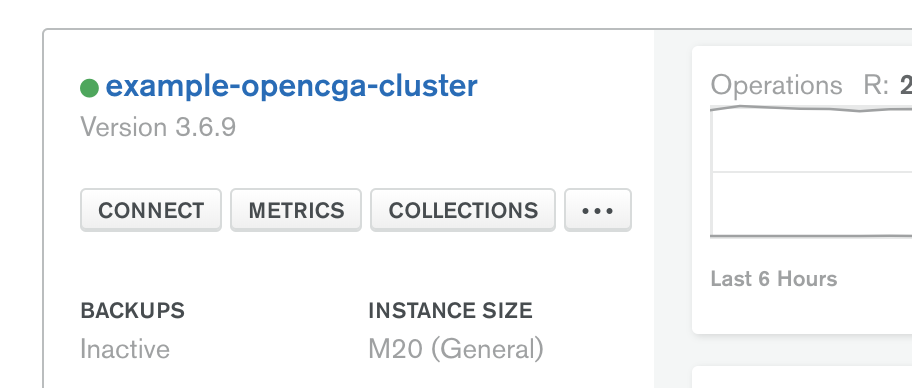 example-opencga-cluster
Version 3.6.9
CONNECT METRICS COLLECTIONS •••
BACKUPS INSTANCE SIZE
Inactive M20 (General)
Operations R: 2
Last 6 Hours